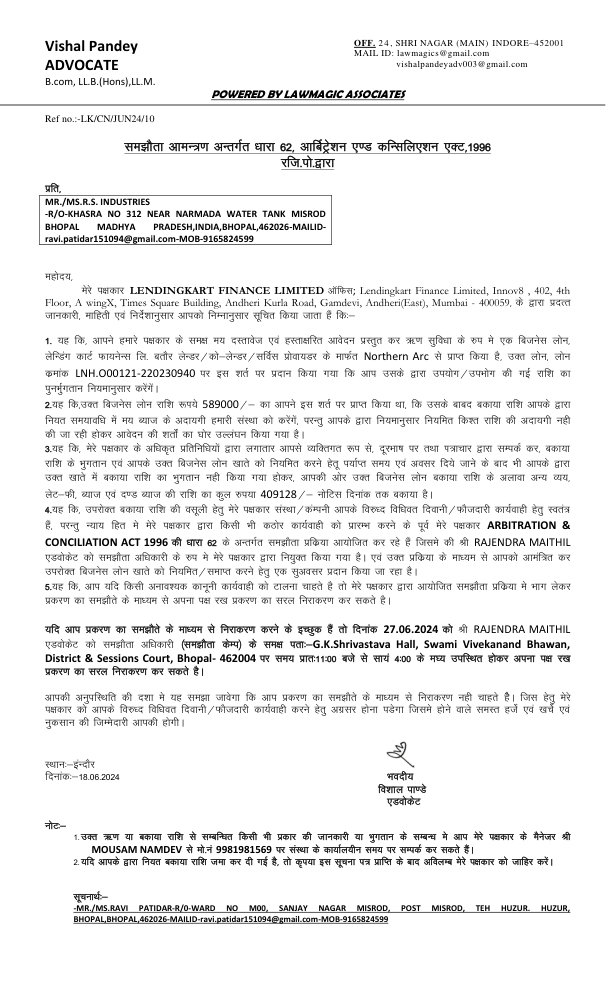 Vishal Pandey
ADVOCATE
B.com, LL.B.(Hons),LL.M.
OFF. 24, SHRI NAGAR (MAIN) INDORE–452001
MAIL ID: lawmagics@gmail.com
vishalpandeyadv003@gmail.com
POWERED BY LAWMAGIC ASSOCIATES
Ref no.:-LK/CN/JUN24/10
समझौता आमन्त्रण अन्तर्गत धारा 62, आर्बिट्रेशन एण्ड कन्सिलिएशन एक्ट,1996
रजि.पो.द्वारा
प्रति,
MR./MS.R.S. INDUSTRIES
-R/O-KHASRA NO 312 NEAR NARMADA WATER TANK MISROD
BHOPAL MADHYA PRADESH,INDIA,BHOPAL,462026-MAILID-
ravi.patidar151094@gmail.com-MOB-9165824599
महोदय,
मेरे पक्षकार LENDINGKART FINANCE LIMITED ऑफिस; Lendingkart Finance Limited, Innov8 , 402, 4th
Floor, A wingX, Times Square Building, Andheri Kurla Road, Gamdevi, Andheri(East), Mumbai - 400059, के द्वारा प्रदत्त
जानकारी, माहिती एवं निर्देशानुसार आपको निम्नानुसार सूचित किया जाता हैं कि:–
1. यह कि, आपने हमारे पक्षकार के समक्ष मय दस्तावेज एवं हस्ताक्षरित आवेदन प्रस्तुत कर ऋण सुविधा के रुप मे एक बिजनेस लोन,
लेन्डिंग कार्ट फायनेन्स लि. बतौर लेन्डर/को–लेन्डर/सर्विस प्रोवायडर के मार्फत Northern Arc से प्राप्त किया है, उक्त लोन, लोन
क्रमांक LNH.O00121-220230940 पर इस शर्त पर प्रदान किया गया कि आप उसके द्वारा उपयोग/उपभोग की गई राशि का
पुनर्भुगतान नियमानुसार करेंगें।
2.यह कि,उक्त बिजनेस लोन राशि रूपये 589000/– का आपने इस शर्त पर प्राप्त किया था, कि उसके बाबद बकाया राशि आपके द्वारा
नियत समयावधि में मय ब्याज के अदायगी हमारी संस्था को करेंगें, परन्तु आपके द्वारा नियमानुसार नियमित किश्त राशि की अदायगी नही
की जा रही होकर आवेदन की शर्तों का घोर उल्लंघन किया गया है।
3.यह कि, मेरे पक्षकार के अधिकृत प्रतिनिधियों द्वारा लगातार आपसे व्यक्तिगत रूप से, दूरभाष पर तथा पत्राचार द्वारा सम्पर्क कर, बकाया
राशि के भुगतान एवं आपके उक्त बिजनेस लोन खाते को नियमित करने हेतू पर्याप्त समय एवं अवसर दिये जाने के बाद भी आपके द्वारा
उक्त खाते में बकाया राशि का भुगतान नही किया गया होकर, आपकी ओर उक्त बिजनेस लोन बकाया राशि के अलावा अन्य व्यय,
लेट–फी, ब्याज एवं दण्ड ब्याज की राशि का कुल रुपया 409128/– नोटिस दिनांक तक बकाया है।
4.यह कि, उपरोक्त बकाया राशि की वसूली हेतु मेरे पक्षकार संस्था/कम्पनी आपके विरुध्द विधिवत दिवानी/फौजदारी कार्यवाही हेतु स्वतंत्र
हैं, परन्तु न्याय हित मे मेरे पक्षकार द्वारा किसी भी कठोर कार्यवाही को प्रारम्भ करने के पूर्व मेरे पक्षकार ARBITRATION &
CONCILIATION ACT 1996 की धारा 62 के अन्तर्गत समझौता प्रक्रिया आयोजित कर रहे हैं जिसमे की श्री RAJENDRA MAITHIL
एडवोकेट को समझौता अधिकारी के रुप मे मेरे पक्षकार द्वारा नियुक्त किया गया है। एवं उक्त प्रक्रिया के माध्यम से आपको आमंत्रित कर
उपरोक्त बिजनेस लोन खाते को नियमित/समाप्त करने हेतु एक सुअवसर प्रदान किया जा रहा है।
5.यह कि, आप यदि किसी अनावश्यक कानूनी कार्यवाही को टालना चाहते है तो मेरे पक्षकार द्वारा आयोजित समझौता प्रक्रिया मे भाग लेकर
प्रकरण का समझौते के माध्यम से अपना पक्ष रख प्रकरण का सरल निराकरण कर सकते है।
यदि आप प्रकरण का समझौते के माध्यम से निराकरण करने के इच्छुक हैं तो दिनांक 27.06.2024 को श्री RAJENDRA MAITHIL
एडवोकेट को समझौता अधिकारी (समझौता केम्प) के समक्ष पता:–G.K.Shrivastava Hall, Swami Vivekanand Bhawan,
District & Sessions Court, Bhopal- 462004 पर समय प्रात:11:00 बजे से सायं 4:00 के मघ्य उपस्थित होकर अपना पक्ष रख
प्रकरण का सरल निराकरण कर सकते है।
आपकी अनुपस्थिति की दशा मे यह समझा जावेगा कि आप प्रकरण का समझौते के माध्यम से निराकरण नही चाहते हैं। जिस हेतु मेरे
पक्षकार को आपके विरुध्द विधिवत दिवानी/फौजदारी कार्यवाही करने हेतु अग्रसर होना पडेगा जिसमे होने वाले समस्त हर्जे एवं खर्चे एवं
नुकसान की जिम्मेदारी आपकी होगी।
स्थान:–इंन्दौर
दिनांक:–18.06.2024
भवदीय
विशाल पाण्डे
एडवोकेट
नोट:–
1.उक्त ऋण या बकाया राशि से सम्बन्धित किसी भी प्रकार की जानकारी या भुगतान के सम्बन्ध मे आप मेरे पक्षकार के मैनेजर श्री
MOUSAM NAMDEV से मो.नं 9981981569 पर संस्था के कार्यालयीन समय पर सम्पर्क कर सकते हैं।
2.यदि आपके द्वारा नियत बकाया राशि जमा कर दी गई है, तो कृपया इस सूचना पत्र प्राप्ति के बाद अविलम्ब मेरे पक्षकार को जाहिर करें।
सूचनार्थ:–
-MR./MS.RAVI PATIDAR-R/0-WARD NO M00, SANJAY NAGAR MISROD, POST MISROD, TEH HUZUR. HUZUR,
BHOPAL,BHOPAL,462026-MAILID-ravi.patidar151094@gmail.com-MOB-9165824599